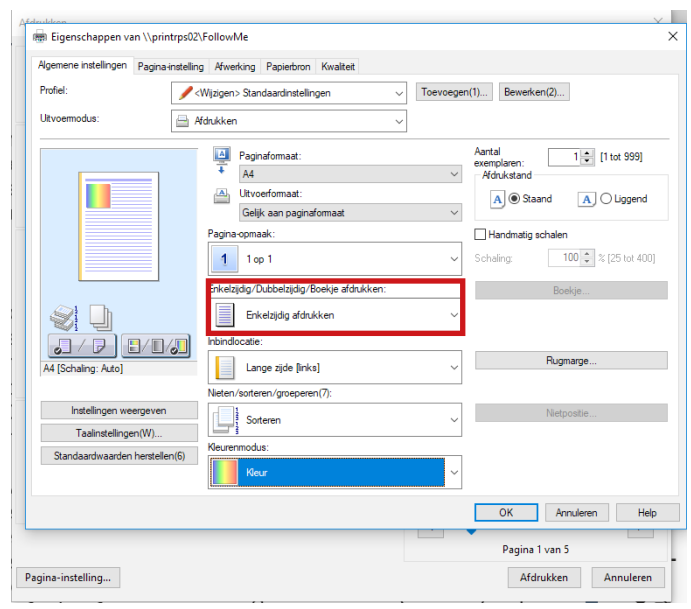 Afdrukken
Eigenschappen van \\printrps02\FollowMe
Algemene instellingen Pagina-instelling Afwerking Papierbron Kwaliteit
Profiel: <Wijzigen> Standaardinstellingen Toevoegen(1)... Bewerken(2)...
Uitvoermodus: Afdrukken
Paginaformaat:
A4
Uitvoerformaat:
Gelijk aan paginaformaat
Aantal
exemplaren: 1 [1 tot 999]
Afdrukstand
A Staand A Liggend
Pagina-opmaak:
1 1 op 1
Handmatig schalen
Schaling: 100 % [25 tot 400]
Enkelzijdig/Dubbelzijdig/Boekje afdrukken:
Enkelzijdig afdrukken
Boekje...
Inbindlocatie:
Lange zijde [links]
Rugmarge...
A4 [Schaling: Auto]
Nieten/sorteren/groeperen(7):
Sorteren
Nietpositie...
Kleurenmodus:
Kleur
Instellingen weergeven
Taalinstellingen(W)...
Standaardwaarden herstellen(6)
OK Annuleren Help
Pagina 1 van 5
Pagina-instelling... Afdrukken Annuleren